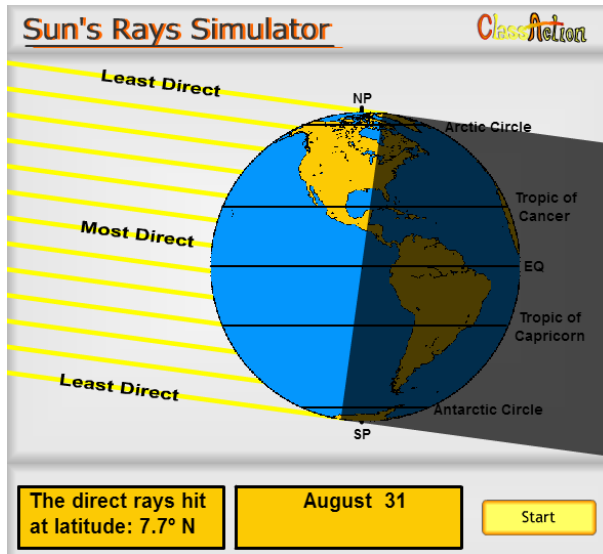 Sun's Rays Simulator
ClassAction
Least Direct
NP
Arctic Circle
Tropic of
Cancer
Most Direct
EQ
Tropic of
Capricorn
Least Direct
Antarctic Circle
SP
The direct rays hit
at latitude: 7.7° N
August 31
Start